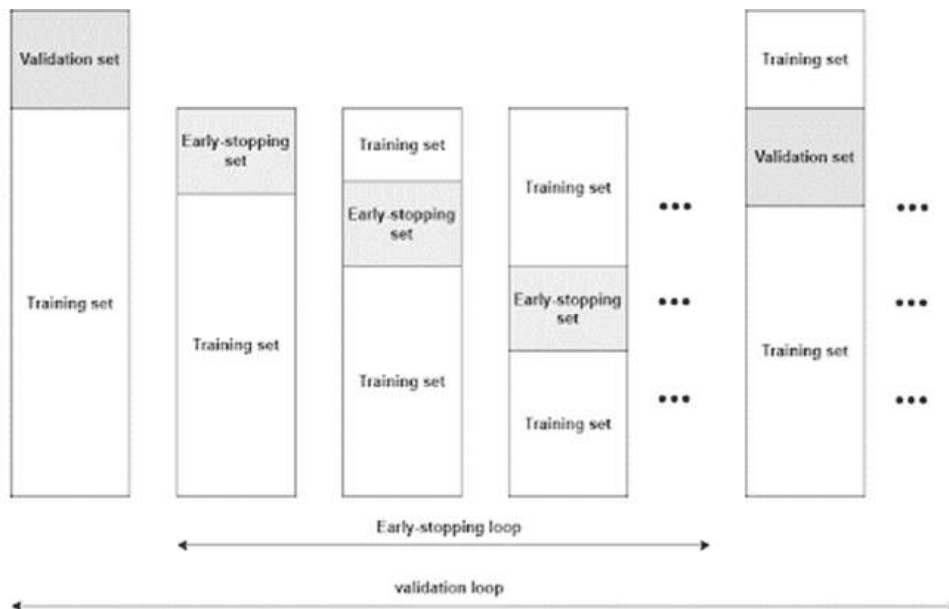 Validation set
Training set
Early-stopping
set
Training set
Training set
Early-stopping
set
Training set
Training set
Early-stopping
set
Training set
•••
•••
•••
Training set
Validation set
Training set
•••
•••
•••
Early-stopping loop
validation loop